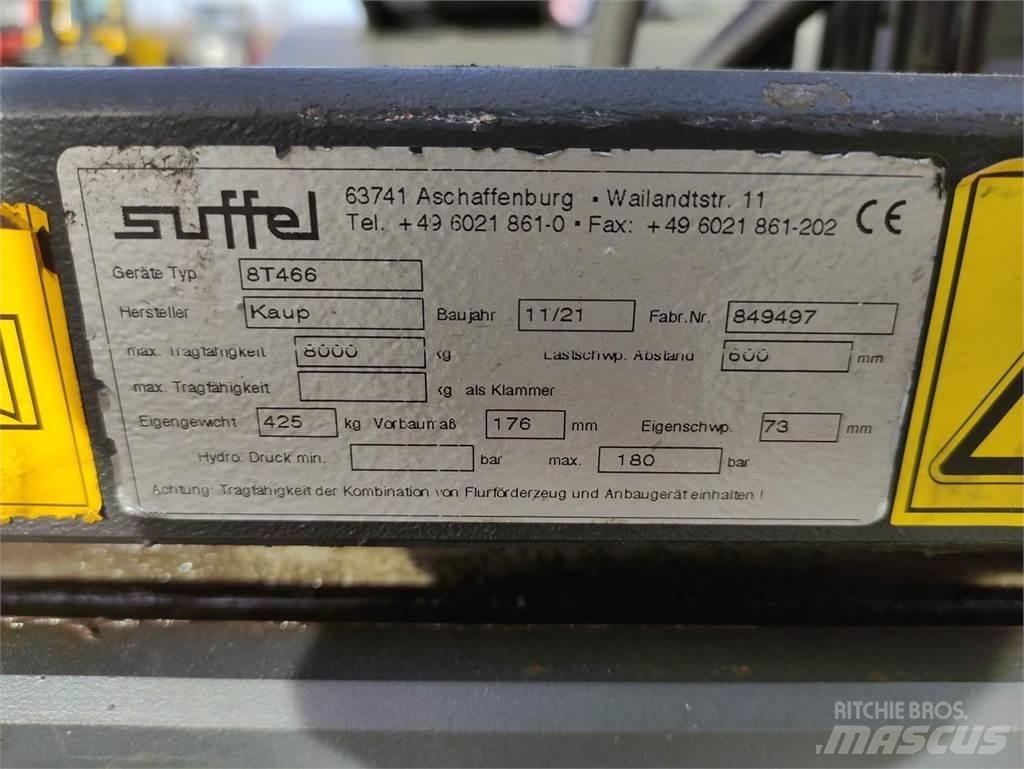 suffel
63741 Aschaffenburg • Wailandtstr. 11
Tel. +49 6021 861-0 • Fax: +49 6021 861-202 CE
Geräte Typ 8T466
Hersteller Kaup Baujahr 11/21 Fabr.Nr. 849497
max. Tragfähigkeit 8000 kg Lastschwp. Abstand 600 mm
max. Tragfähigkeit kg als Klammer
Eigengewicht 425 kg Vorbaumaß 176 mm Eigenschwp. 73 mm
Hydro. Druck min. bar max. 180 bar
Achtung: Tragfähigkeit der Kombination von Flurförderzeug und Anbaugerät einhalten !
RITCHIE BROS.
MASCUS